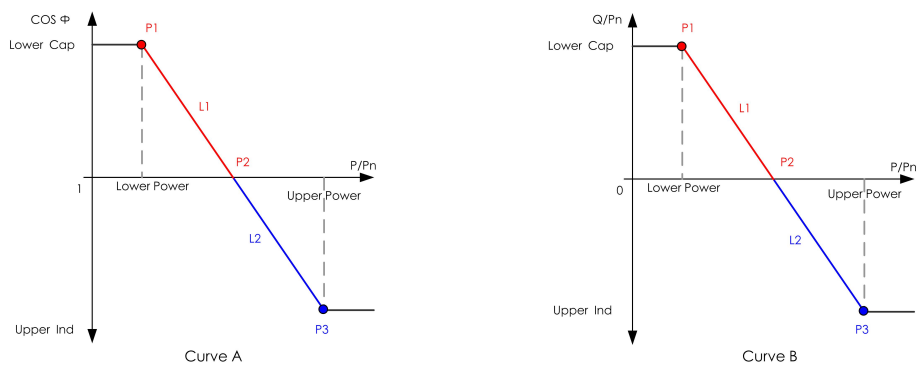 COS Φ
P1
Lower Cap
L1
P2
P/Pn
1
Lower Power
Upper Power
L2
Upper Ind
P3
Curve A
Q/Pn
P1
Lower Cap
L1
P2
P/Pn
0
Lower Power
Upper Power
L2
Upper Ind
P3
Curve B